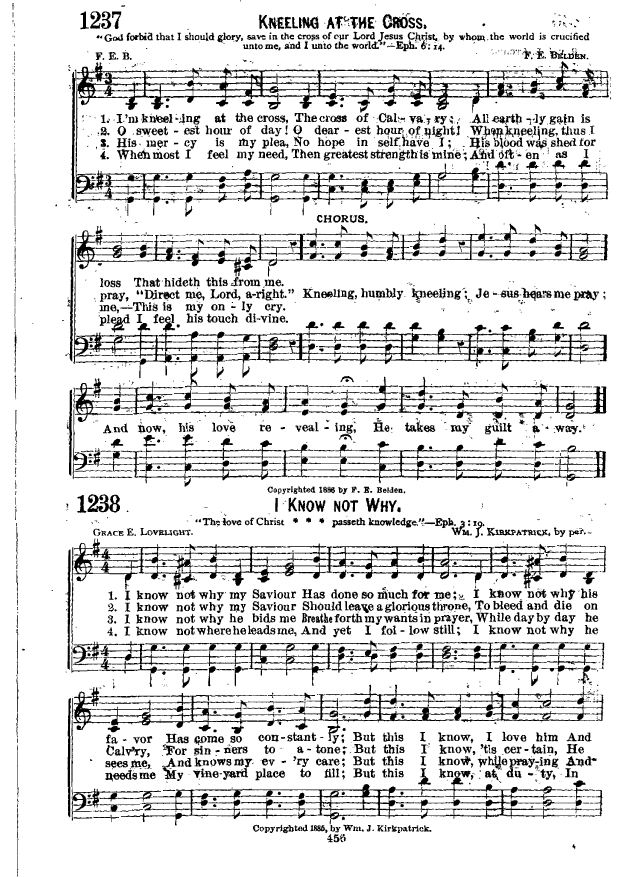 1237 KNEELING AT THE CROSS.
"God forbid that I should glory, save in the cross of our Lord Jesus Christ, by whom the world is crucified
unto me, and I unto the world."—Eph. 6:14.
F. E. B. F. E. BELDEN.
1. I'm kneel-ing at the cross, The cross of Cal-va-ry; All earth-ly gain is
2. O sweet-est hour of day! O dear-est hour of night! When kneeling, thus I
3. His mer-cy is my plea, No hope in self have I; His blood was shed for
4. When most I feel my need, Then greatest strength is mine; And oft-en as I
CHORUS.
loss That hideth this from me.
pray, "Direct me, Lord, a-right." Kneeling, humbly kneeling; Je-sus hears me pray;
me,—This is my on-ly cry.
plead I feel his touch di-vine.
And now, his love re-veal-ing, He takes my guilt a-way.
Copyrighted 1886 by F. E. Belden.
1238 I KNOW NOT WHY.
"The love of Christ * * * passeth knowledge."—Eph. 3:19.
GRACE E. LOVELIGHT. WM. J. KIRKPATRICK, by per.
1. I know not why my Saviour Has done so much for me; I know not why his
2. I know not why my Saviour Should leave a glorious throne, To bleed and die on
3. I know not why he bids me Breathe forth my wants in prayer, While day by day he
4. I know not where he leads me, And yet I fol-low still; I know not why he
fa-vor Has come so con-stant-ly; But this I know, I love him And
Calv'ry, For sin-ners to a-tone; But this I know, 'tis cer-tain, He
sees me, And knows my ev-'ry care; But this I know, while pray-ing And
needs me My vine-yard place to fill; But this I know, at du-ty, In
Copyrighted 1885, by Wm. J. Kirkpatrick.
456